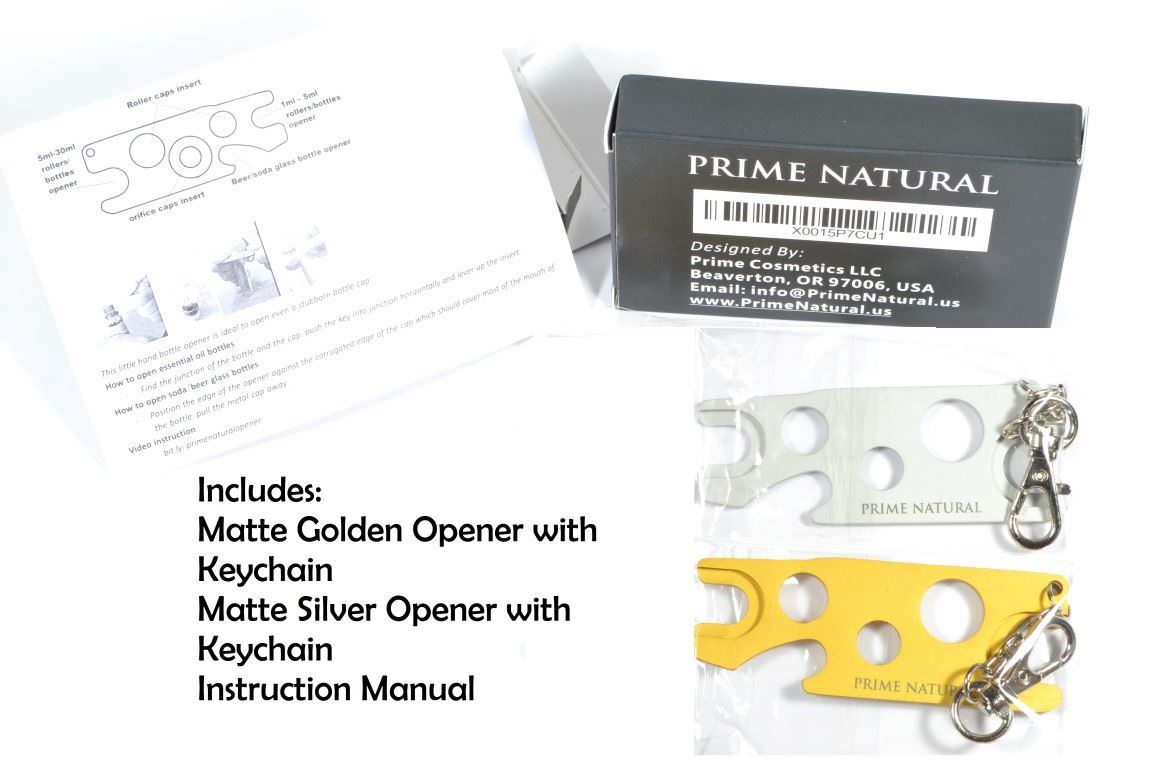 Roller caps insert
1ml - 5ml
rollers/bottles
opener
5ml-30ml
rollers/
bottles
opener
Beer/soda glass bottle opener
orifice caps insert
This little hand bottle opener is ideal to open even a stubborn bottle cap
How to open essential oil bottles
Find the junction of the bottle and the cap, push the key into junction horizontally and lever up the insert.
How to open soda/beer glass bottles
Position the edge of the opener against the corrugated edge of the cap which should cover most of the mouth of
the bottle. pull the metal cap away.
Video instruction
bit.ly/primenaturalopener
PRIME NATURAL
X0015P7CU1
Designed By:
Prime Cosmetics LLC
Beaverton, OR 97006, USA
Email: info@PrimeNatural.us
www.PrimeNatural.us
PRIME NATURAL
PRIME NATURAL
Includes:
Matte Golden Opener with
Keychain
Matte Silver Opener with
Keychain
Instruction Manual